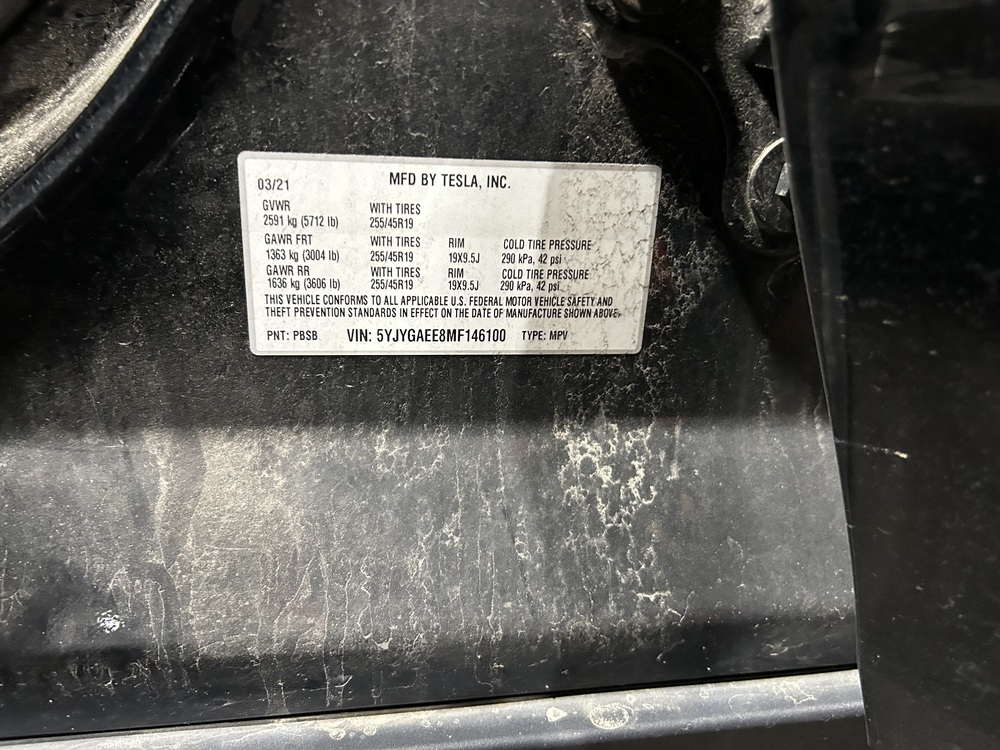 03/21 MFD BY TESLA, INC.
GVWR WITH TIRES
2591 kg (5712 lb) 255/45R19
GAWR FRT WITH TIRES RIM COLD TIRE PRESSURE
1363 kg (3004 lb) 255/45R19 19X9.5J 290 kPa, 42 psi
GAWR RR WITH TIRES RIM COLD TIRE PRESSURE
1636 kg (3606 lb) 255/45R19 19X9.5J 290 kPa, 42 psi
THIS VEHICLE CONFORMS TO ALL APPLICABLE U.S. FEDERAL MOTOR VEHICLE SAFETY AND
THEFT PREVENTION STANDARDS IN EFFECT ON THE DATE OF MANUFACTURE SHOWN ABOVE.
PNT: PBSB VIN: 5YJYGAEE8MF146100 TYPE: MPV